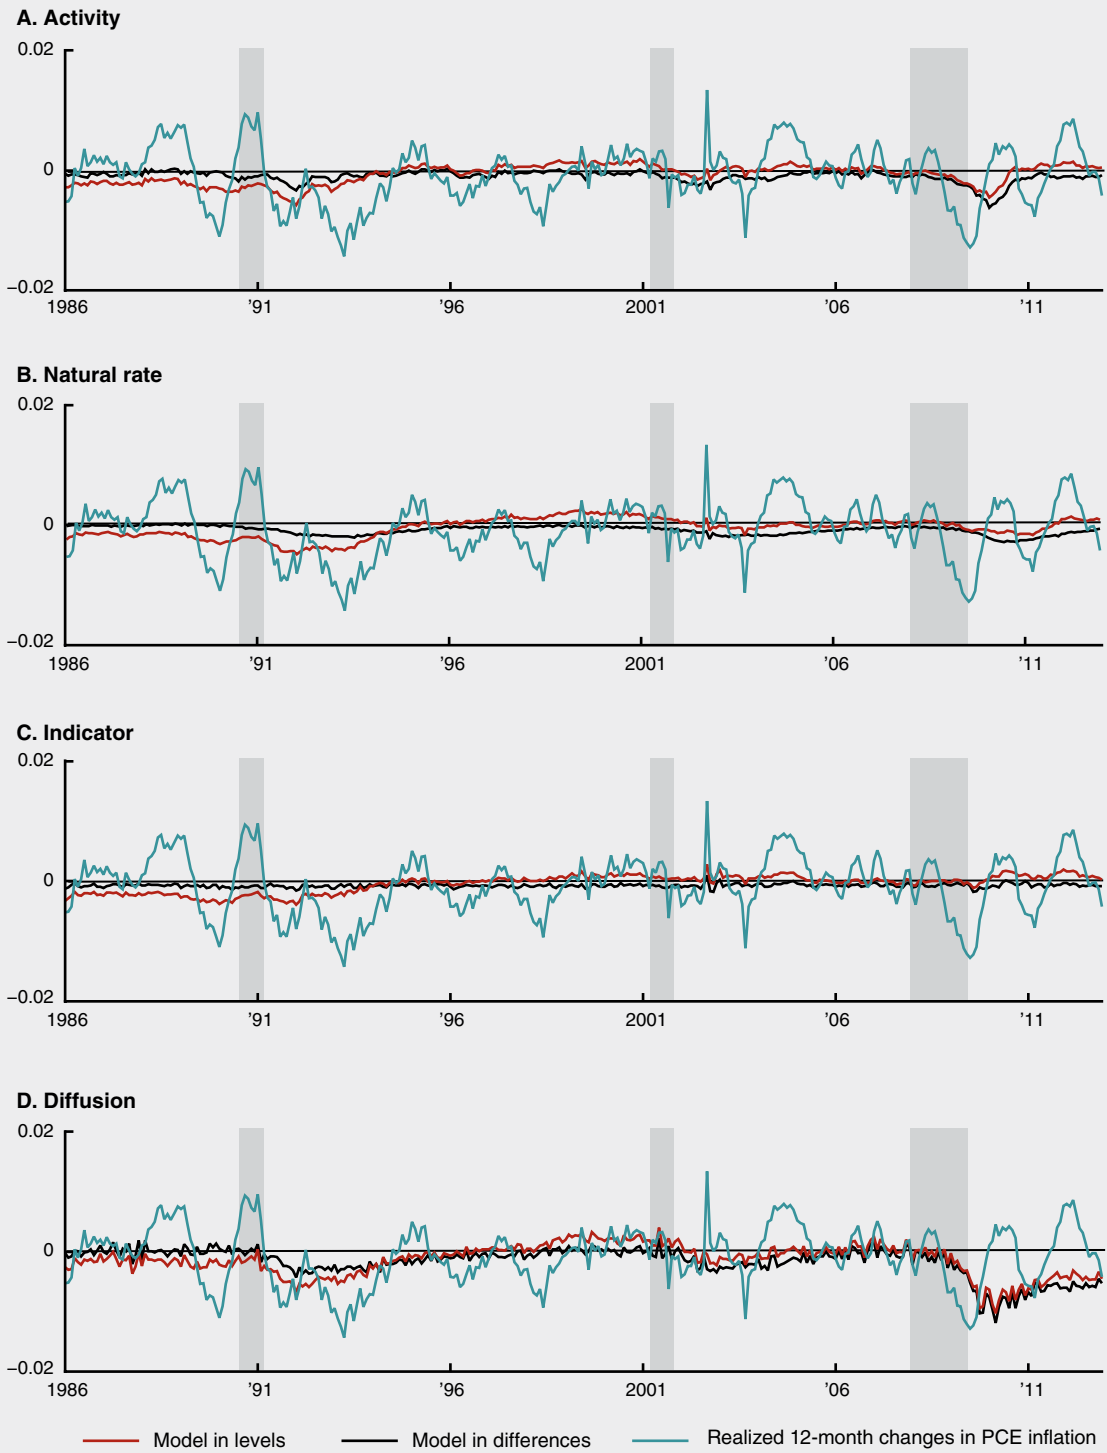 A. Activity
0.02
0
−0.02
1986 ’91 ’96 2001 ’06 ’11
B. Natural rate
0.02
0
−0.02
1986 ’91 ’96 2001 ’06 ’11
C. Indicator
0.02
0
−0.02
1986 ’91 ’96 2001 ’06 ’11
D. Diffusion
0.02
0
−0.02
1986 ’91 ’96 2001 ’06 ’11
Model in levels Model in differences Realized 12-month changes in PCE inflation